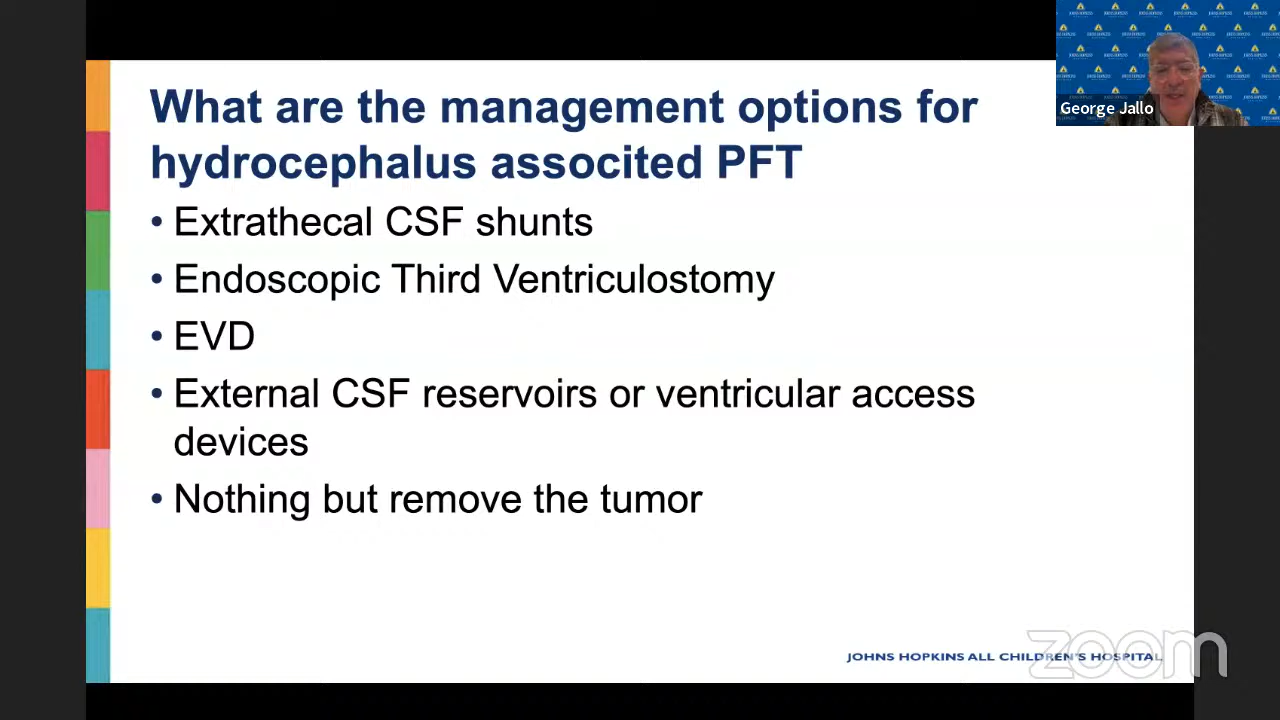 What are the management options for
hydrocephalus associted PFT
• Extrathecal CSF shunts
• Endoscopic Third Ventriculostomy
• EVD
• External CSF reservoirs or ventricular access
devices
• Nothing but remove the tumor
George Jallo
JOHNS HOPKINS ALL CHILDREN'S HOSPITAL
zoom